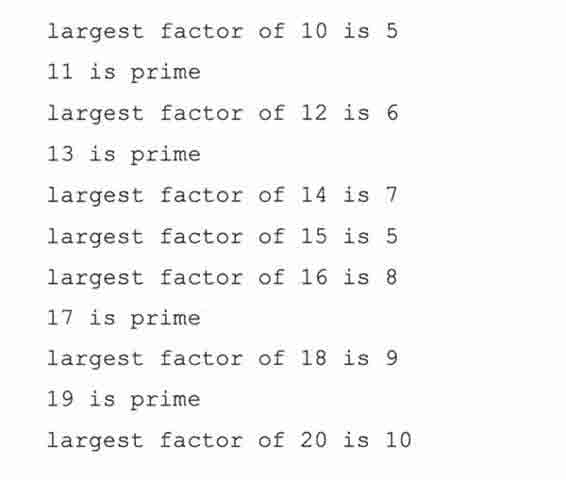 largest factor of 10 is 5
11 is prime
largest factor of 12 is 6
13 is prime
largest factor of 14 is 7
largest factor of 15 is 5
largest factor of 16 is 8
17 is prime
largest factor of 18 is 9
19 is prime
largest factor of 20 is 10